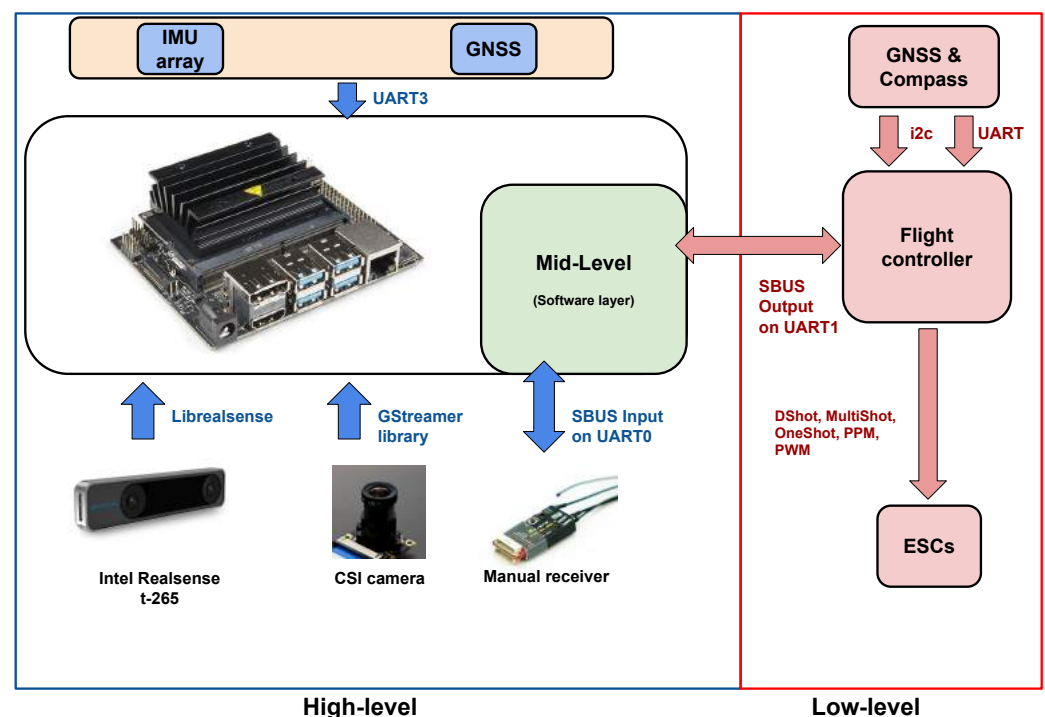 IMU
array
GNSS
UART3
GNSS &
Compass
i2c
UART
Mid-Level
(Software layer)
Flight
controller
SBUS
Output
on UART1
Librealsense
GStreamer
library
SBUS Input
on UART0
DShot, MultiShot,
OneShot, PPM,
PWM
Intel Realsense
t-265
CSI camera
Manual receiver
ESCs
High-level
Low-level